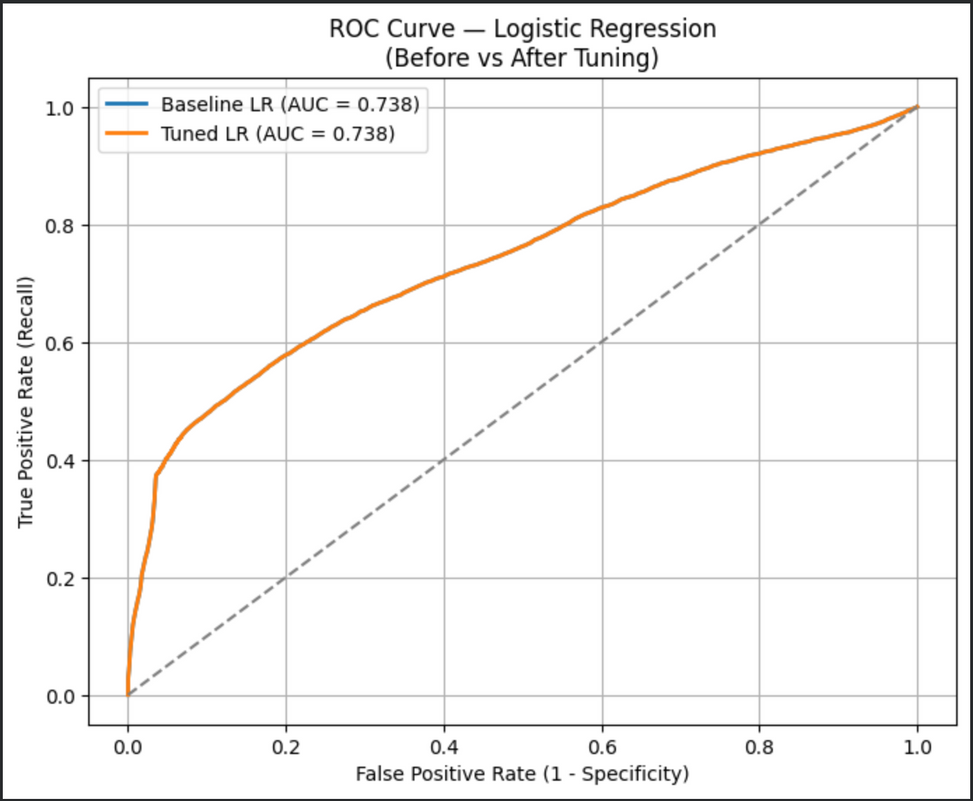 ROC Curve — Logistic Regression
(Before vs After Tuning)
Baseline LR (AUC = 0.738)
Tuned LR (AUC = 0.738)
True Positive Rate (Recall)
1.0
0.8
0.6
0.4
0.2
0.0
0.0 0.2 0.4 0.6 0.8 1.0
False Positive Rate (1 - Specificity)